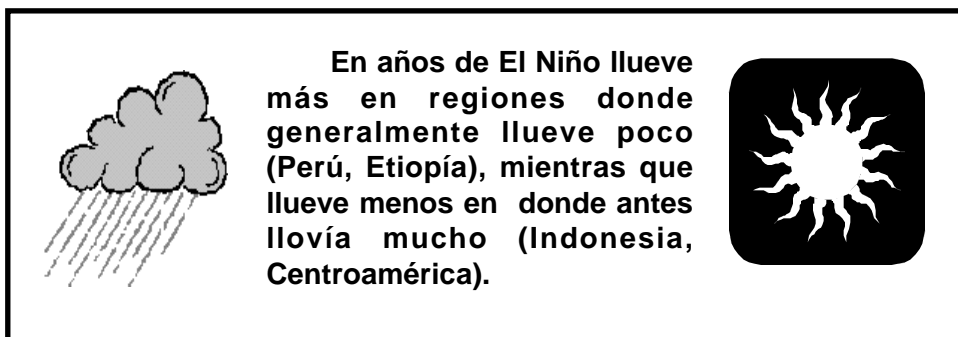 En años de El Niño llueve
más en regiones donde
generalmente llueve poco
(Perú, Etiopía), mientras que
llueve menos en donde antes
llovía mucho (Indonesia,
Centroamérica).